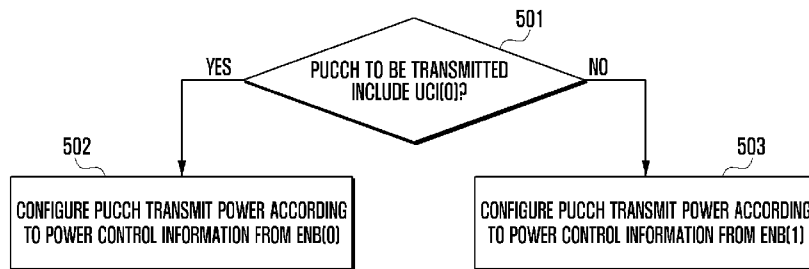 501
YES
PUCCH TO BE TRANSMITTED
INCLUDE UCI(0)?
NO
502
503
CONFIGURE PUCCH TRANSMIT POWER ACCORDING
TO POWER CONTROL INFORMATION FROM ENB(0)
CONFIGURE PUCCH TRANSMIT POWER ACCORDING
TO POWER CONTROL INFORMATION FROM ENB(1)